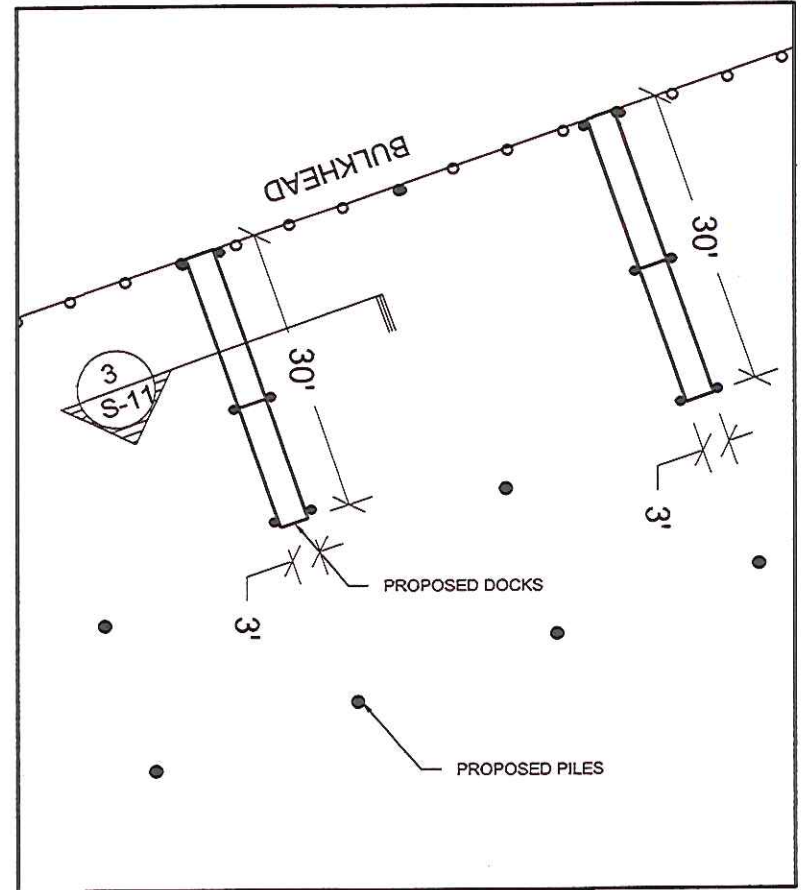 BULKHEAD
30'
30'
3
S-11
3'
PROPOSED DOCKS
3'
PROPOSED PILES